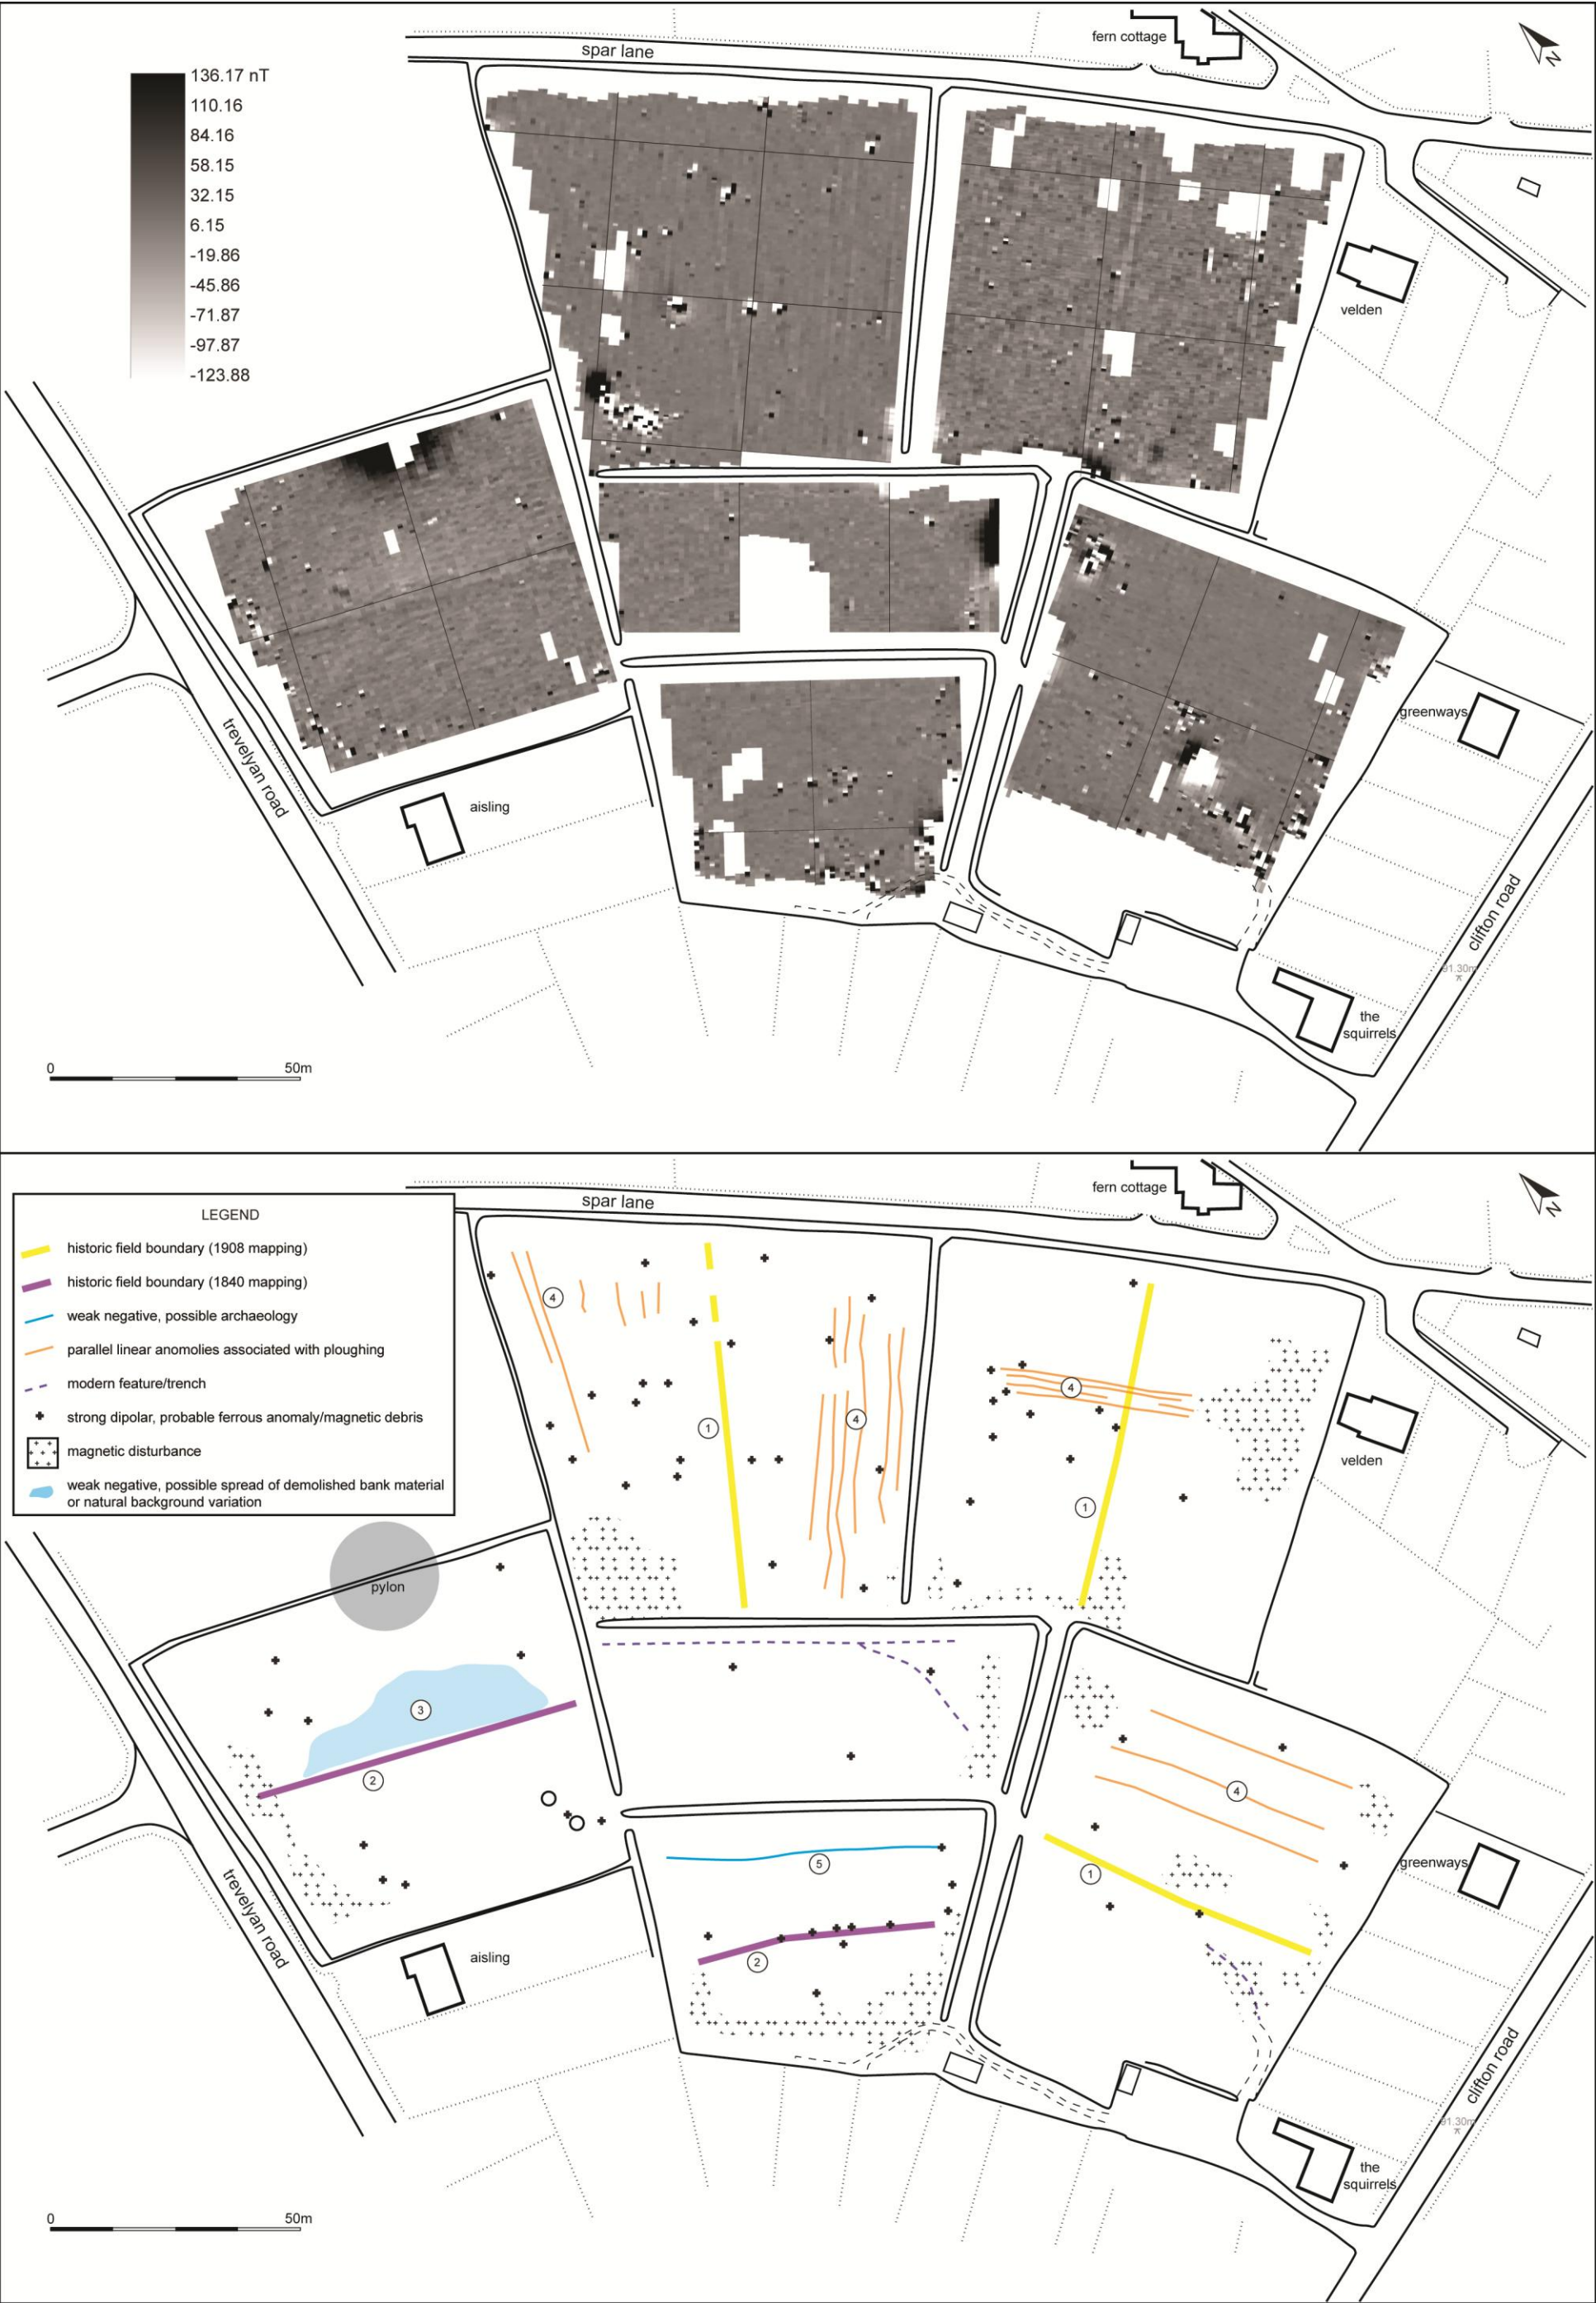 spar lane
fern cottage
N
136.17 nT
110.16
84.16
58.15
32.15
6.15
-19.86
-45.86
-71.87
-97.87
-123.88
velden
greenways
trevelyan road
aisling
clifton road
91.30m
the
squirrels
0 50m
spar lane
fern cottage
N
LEGEND
historic field boundary (1908 mapping)
historic field boundary (1840 mapping)
weak negative, possible archaeology
parallel linear anomolies associated with ploughing
modern feature/trench
strong dipolar, probable ferrous anomaly/magnetic debris
magnetic disturbance
weak negative, possible spread of demolished bank material
or natural background variation
4
4
4
1
1
velden
pylon
3
2
4
5
1
greenways
2
trevelyan road
aisling
clifton road
91.30m
the
squirrels
0 50m